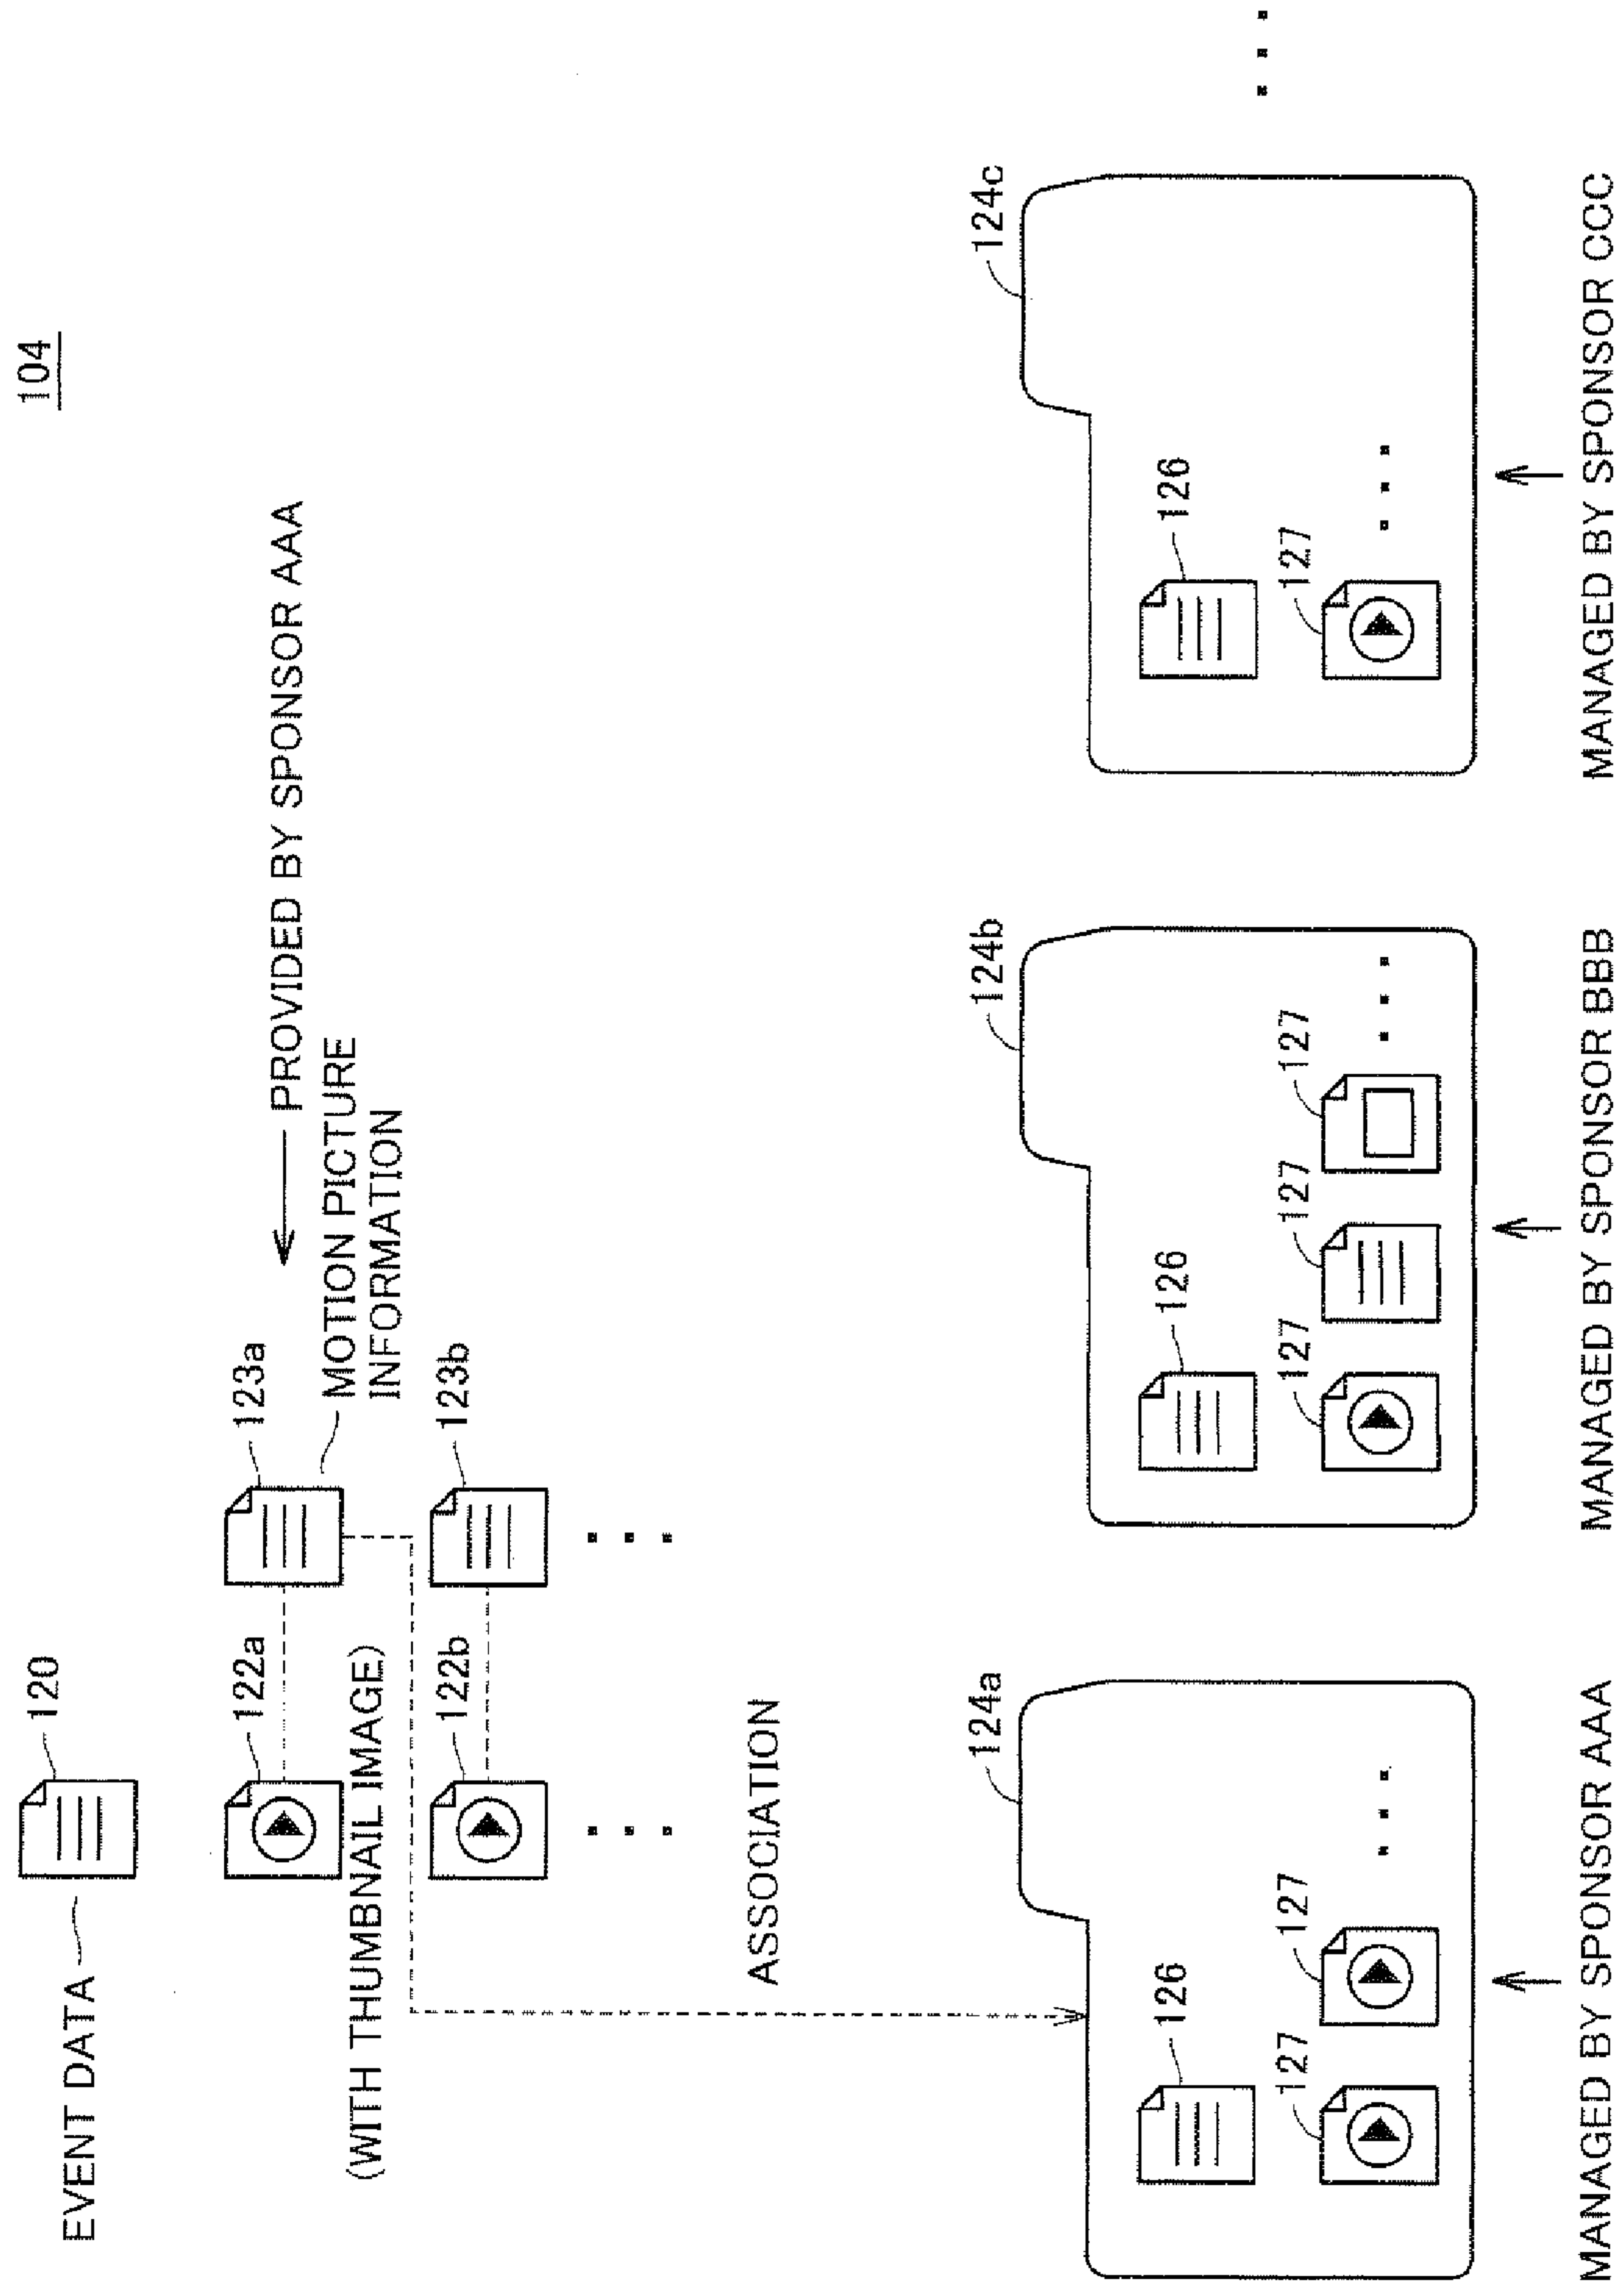 104
120
EVENT DATA
122a
123a
PROVIDED BY SPONSOR AAA
MOTION PICTURE
INFORMATION
(WITH THUMBNAIL IMAGE)
122b
123b
ASSOCIATION
124a
124b
124c
126
126
126
127
127
127
127
127
127
MANAGED BY SPONSOR AAA
MANAGED BY SPONSOR BBB
MANAGED BY SPONSOR CCC